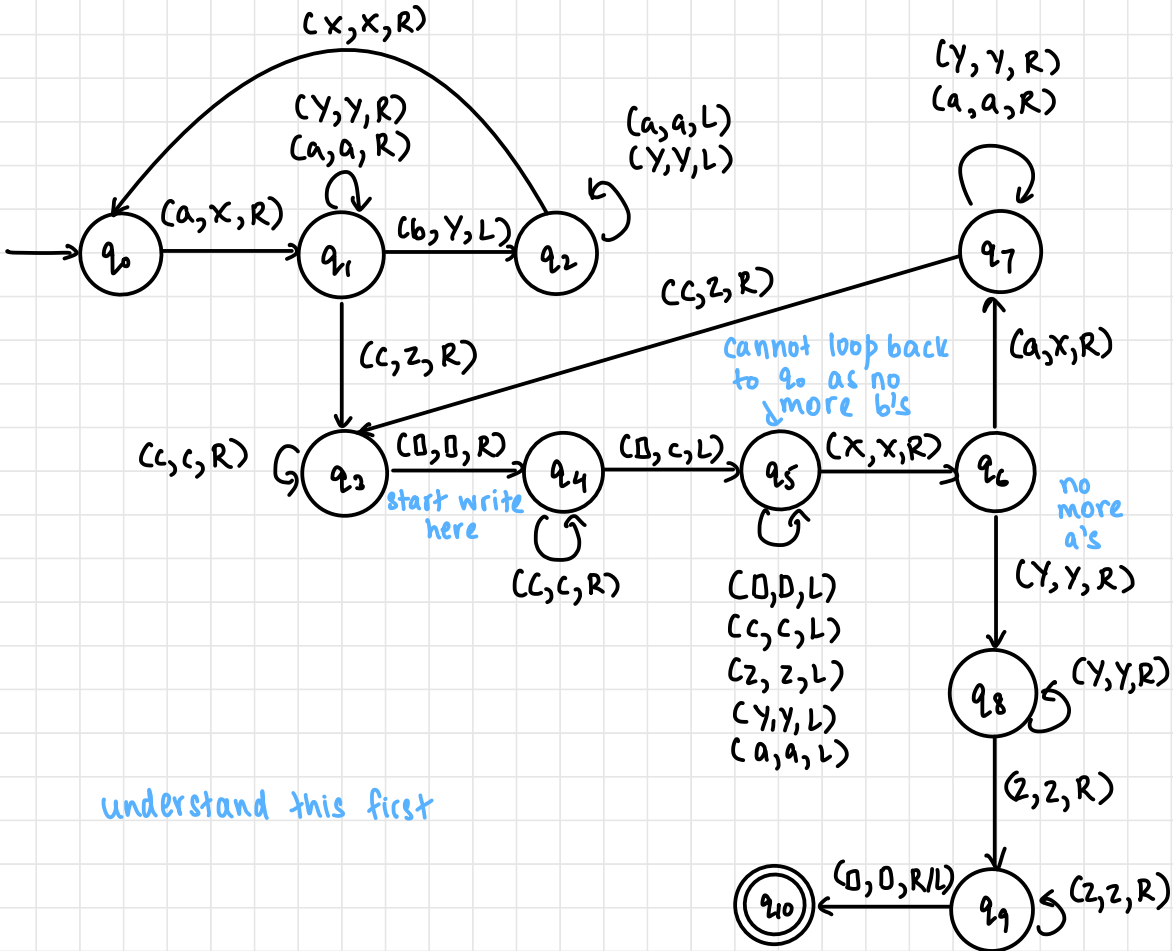 (x, x, R)
(Y, Y, R)
(a, a, R)
(a, a, L)
(Y, Y, L)
(Y, Y, R)
(a, a, R)
q0
(a, x, R)
q1
(b, Y, L)
q2
q7
(c, z, R)
(c, z, R)
(a, x, R)
cannot loop back
to q0 as no
more b's
(c, c, R)
q3
(□, □, R)
start write
here
q4
(□, c, L)
q5
(x, x, R)
q6
no
more
a's
(c, c, R)
(□, □, L)
(c, c, L)
(z, z, L)
(Y, Y, L)
(a, a, L)
(Y, Y, R)
q8
(Y, Y, R)
understand this first
(z, z, R)
q10
(□, □, R/L)
q9
(z, z, R)